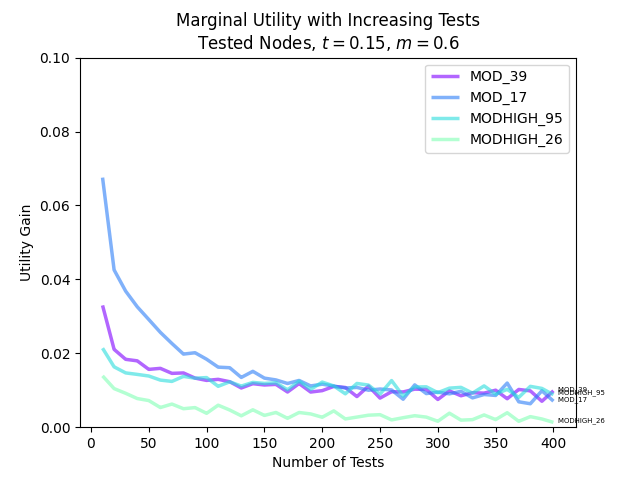 Marginal Utility with Increasing Tests
Tested Nodes, t = 0.15, m = 0.6
0.10
0.08
0.06
0.04
0.02
0.00
Utility Gain
MOD_39
MOD_17
MODHIGH_95
MODHIGH_26
MOD_39
MODHIGH_95
MOD_17
MODHIGH_26
0 50 100 150 200 250 300 350 400
Number of Tests